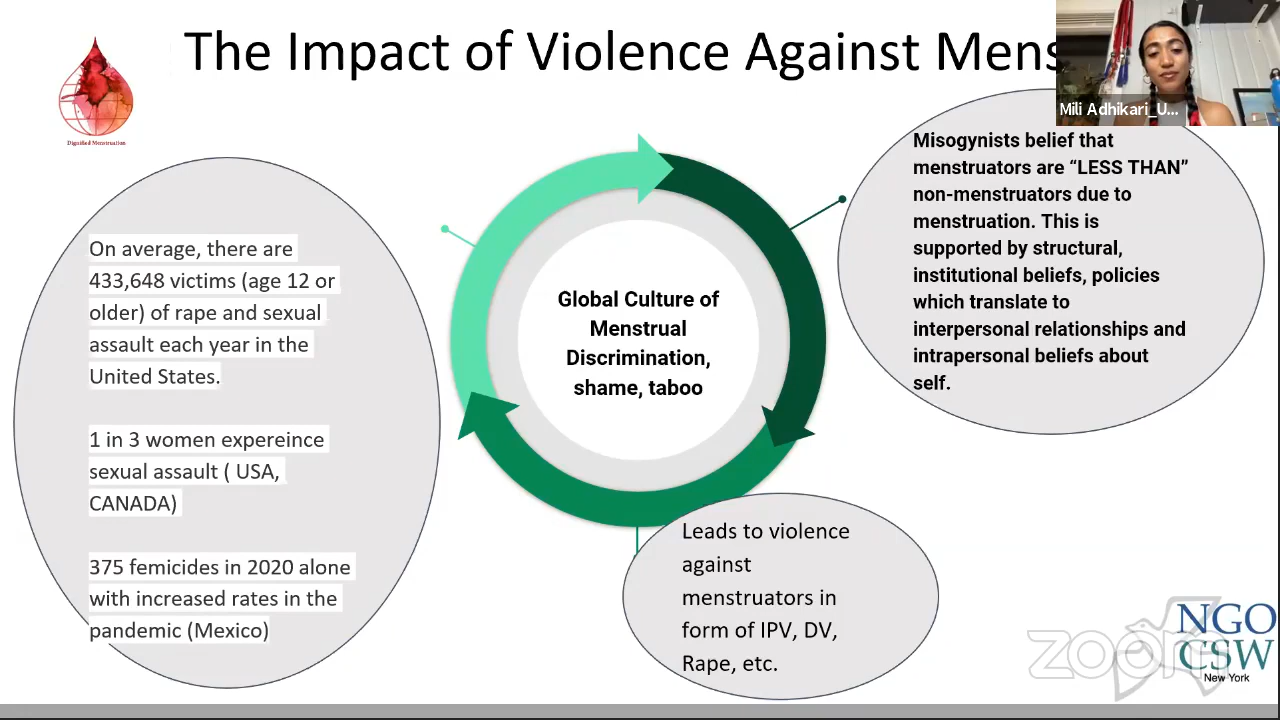 The Impact of Violence Against Mens
Mili Adhikari_U...
Dignified Menstruation
Misogynists belief that
menstruators are “LESS THAN”
non-menstruators due to
menstruation. This is
supported by structural,
institutional beliefs, policies
which translate to
interpersonal relationships and
intrapersonal beliefs about
self.
On average, there are
433,648 victims (age 12 or
older) of rape and sexual
assault each year in the
United States.
1 in 3 women expereince
sexual assault ( USA,
CANADA)
375 femicides in 2020 alone
with increased rates in the
pandemic (Mexico)
Global Culture of
Menstrual
Discrimination,
shame, taboo
Leads to violence
against
menstruators in
form of IPV, DV,
Rape, etc.
zoom
NGO
CSW
New York